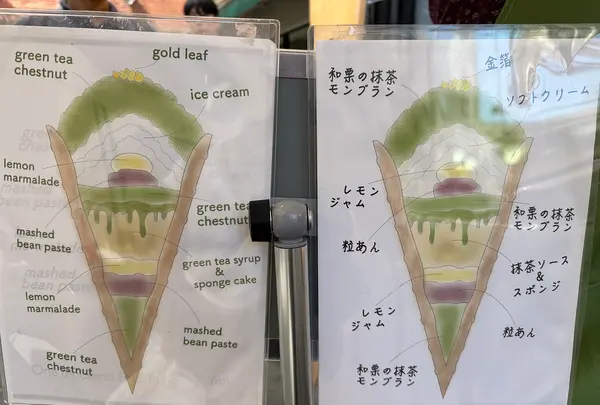 green tea
chestnut
gold leaf
ice cream
lemon
marmalade
green tea
chestnut
mashed
bean paste
green tea syrup
&
sponge cake
lemon
marmalade
mashed
bean paste
green tea
chestnut
和栗の抹茶
モンブラン
金箔
ソフトクリーム
レモン
ジャム
和栗の抹茶
モンブラン
粒あん
抹茶ソース
&
スポンジ
レモン
ジャム
粒あん
和栗の抹茶
モンブラン